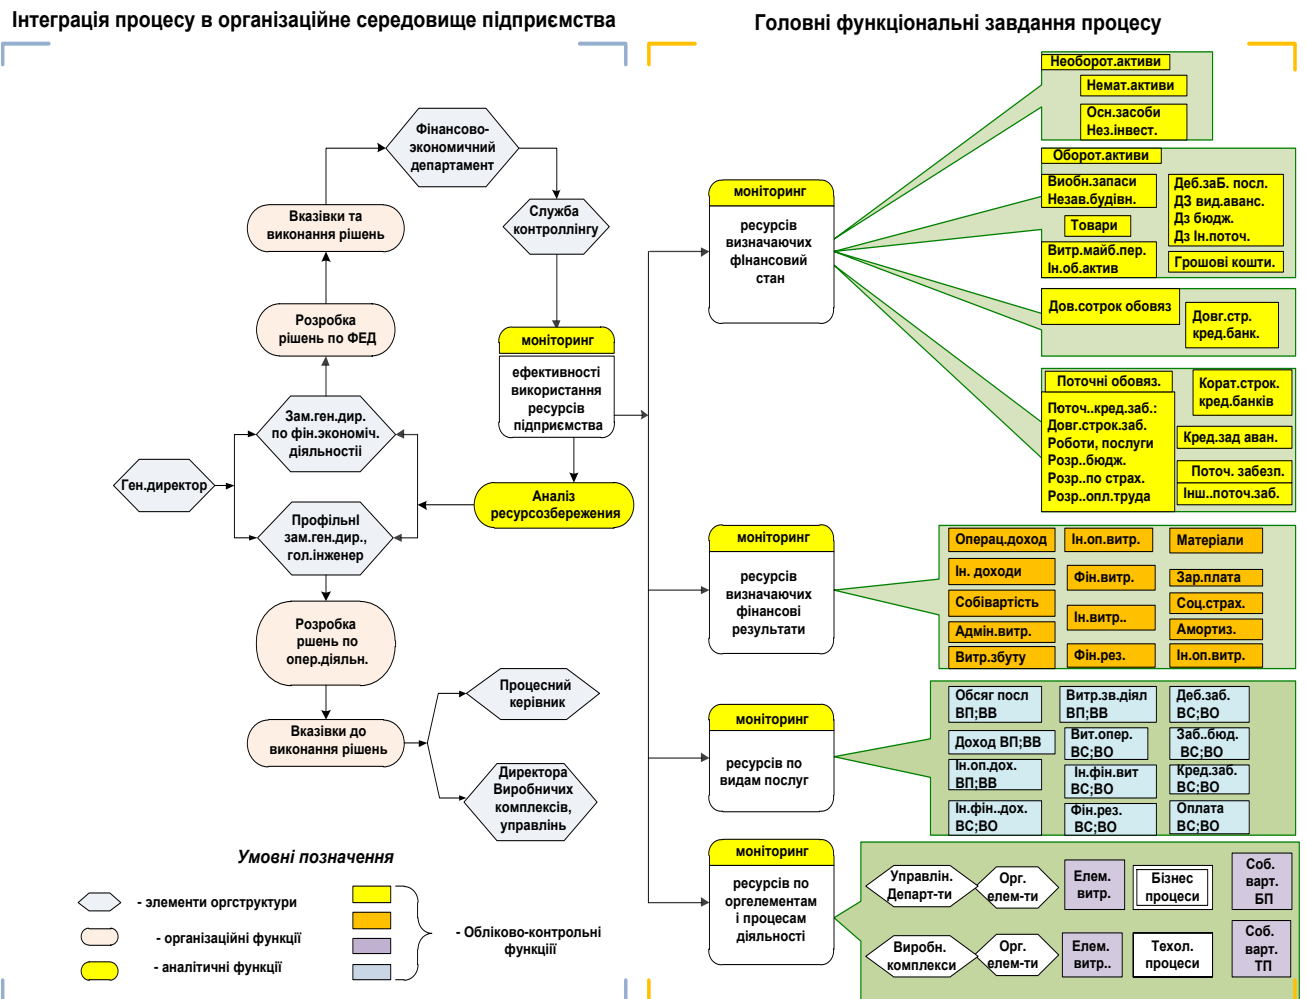 Інтеграція процесу в організаційне середовище підприємства
Головні функціональні завдання процесу
Фінансово-
экономичний
департамент
Вказівки та
виконання рішень
Служба
контроллінгу
Розробка
рішень по ФЕД
моніторинг
ефективності
використання
ресурсів
підприємства
Зам.ген.дир.
по фін.экономіч.
діяльностіі
Ген.директор
Аналіз
ресурсозбереження
ПрофільнІ
зам.ген.дир.,
гол.інженер
Розробка
ршень по
опер.діяльн.
Вказівки до
виконання рішень
Процесний
керівник
Директора
Виробничих
комплексів,
управлінь
Умовні позначення
- элементи оргструктури
- організаційні функціі
- аналітичні функціі
- Обліково-контрольні
функціії
моніторинг
ресурсів
визначаючих
фІнансовий
стан
Необорот.активи
Немат.активи
Осн.засоби
Нез.інвест.
Оборот.активи
Виобн.запаси
Незав.будівн.
Товари
Витр.майб.пер.
Ін.об.актив
Деб.заБ. посл.
ДЗ вид.аванс.
Дз бюдж.
Дз Ін.поточ.
Грошові кошти.
Дов.сотрок обовяз
Довг.стр.
кред.банк.
Поточні обовяз.
Поточ..кред.заб.:
Довг.строк.заб.
Роботи, послуги
Розр..бюдж.
Розр..по страх.
Розр..опл.труда
Корат.строк.
кред.банків
Кред.зад аван.
Поточ. забезп.
Інш..поточ.заб.
моніторинг
ресурсів
визначаючих
фінансові
результати
Операц.доход
Ін.оп.витр.
Матеріали
Ін. доходи
Фін.витр.
Зар.плата
Собівартість
Ін.витр..
Соц.страх.
Адмін.витр.
Амортиз.
Витр.збуту
Фін.рез.
Ін.оп.витр.
моніторинг
ресурсів по
видам послуг
Обсяг посл
ВП;ВВ
Витр.зв.діял
ВП;ВВ
Деб.заб.
ВС;ВО
Доход ВП;ВВ
Вит.опер.
ВС;ВО
Заб..бюд.
ВС;ВО
Ін.оп.дох.
ВП;ВВ
Ін.фін.вит
ВС;ВО
Кред.заб.
ВС;ВО
Ін.фін..дох.
ВС;ВО
Фін.рез.
ВС;ВО
Оплата
ВС;ВО
моніторинг
ресурсів по
оргелементам
і процесам
діяльності
Управлін.
Департ-ти
Орг.
елем-ти
Елем.
витр.
Бізнес
процеси
Соб.
варт.
БП
Виробн.
комплекси
Орг.
елем-ти
Елем.
витр..
Техол.
процеси
Соб.
варт.
ТП